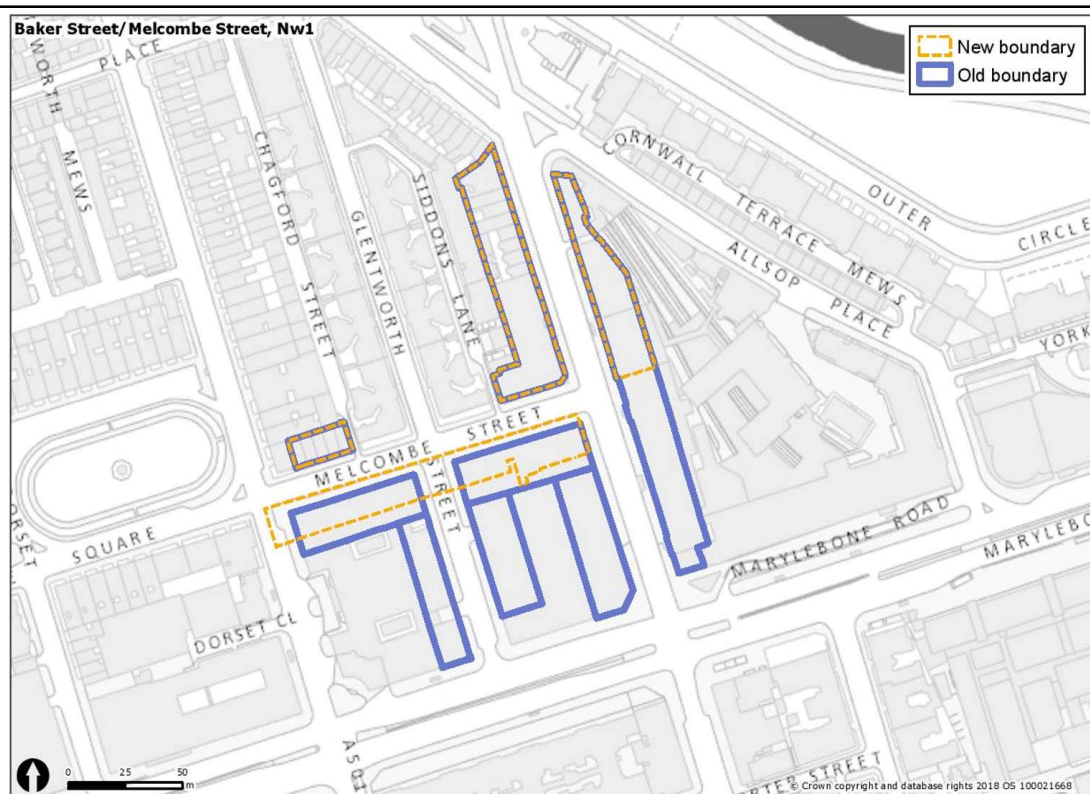 Baker Street/ Melcombe Street, Nw1
New boundary
Old boundary
WORTH
MEWS
PLACE
CHAGFORD
STREET
GLENTWORTH
STREET
SIDDONS
LANE
CORNWALL TERRACE MEWS
OUTER
CIRCLE
ALLSOP PLACE
YORK
MELCOMBE STREET
SQUARE
DORSET CL
MARYLEBONE ROAD
MARYLEBONE
0 25 50
m
© Crown copyright and database rights 2018 OS 100021668